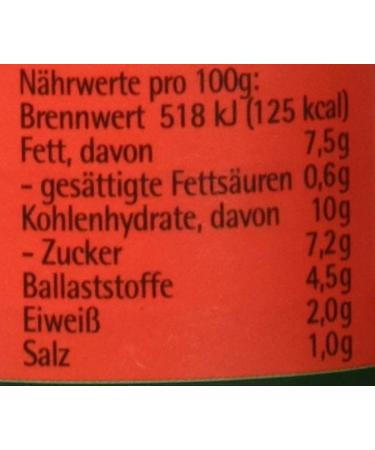 Nährwerte pro 100g:
Brennwert 518 kJ (125 kcal)
Fett, davon 7,5g
- gesättigte Fettsäuren 0,6g
Kohlenhydrate, davon 10g
- Zucker 7,2g
Ballaststoffe 4,5g
Eiweiß 2,0g
Salz 1,0g